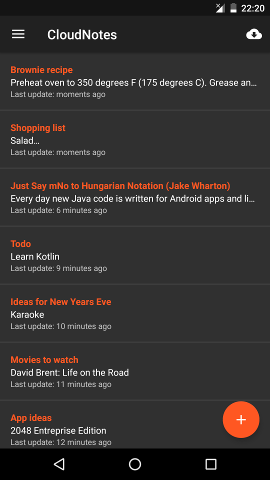 22:20
CloudNotes
Brownie recipe
Preheat oven to 350 degrees F (175 degrees C). Grease an...
Last update: moments ago
Shopping list
Salad...
Last update: moments ago
Just Say mNo to Hungarian Notation (Jake Wharton)
Every day new Java code is written for Android apps and li...
Last update: 6 minutes ago
Todo
Learn Kotlin
Last update: 9 minutes ago
Ideas for New Years Eve
Karaoke
Last update: 10 minutes ago
Movies to watch
David Brent: Life on the Road
Last update: 11 minutes ago
App ideas
2048 Entreprise Edition
Last update: 12 minutes ago